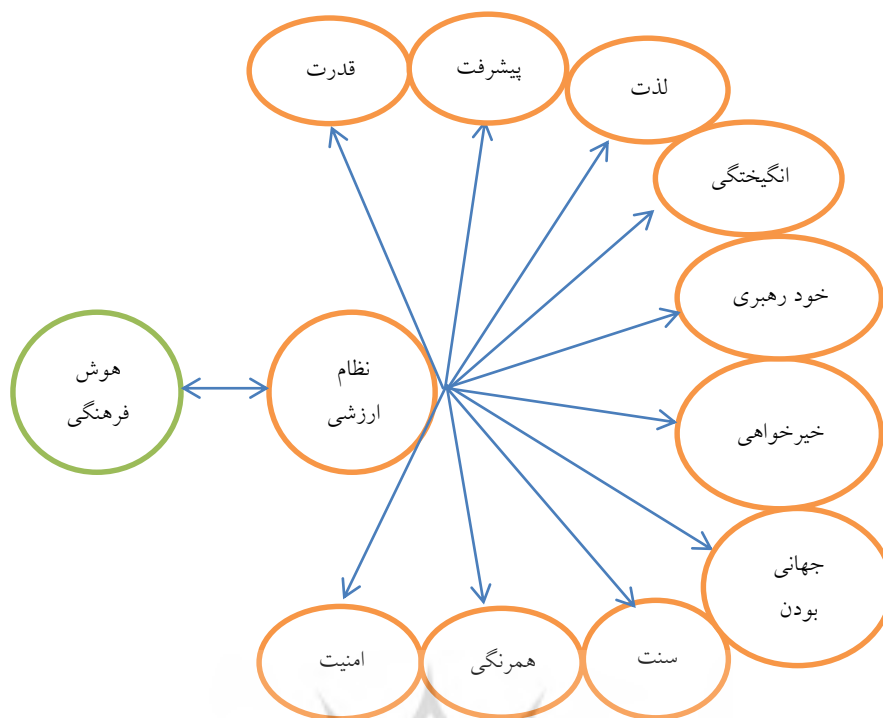 قدرت
پیشرفت
لذت
انگیختگی
خود رهبری
خیرخواهی
جهانی
بودن
سنت
همرنگی
امنیت
نظام
ارزشی
هوش
فرهنگی